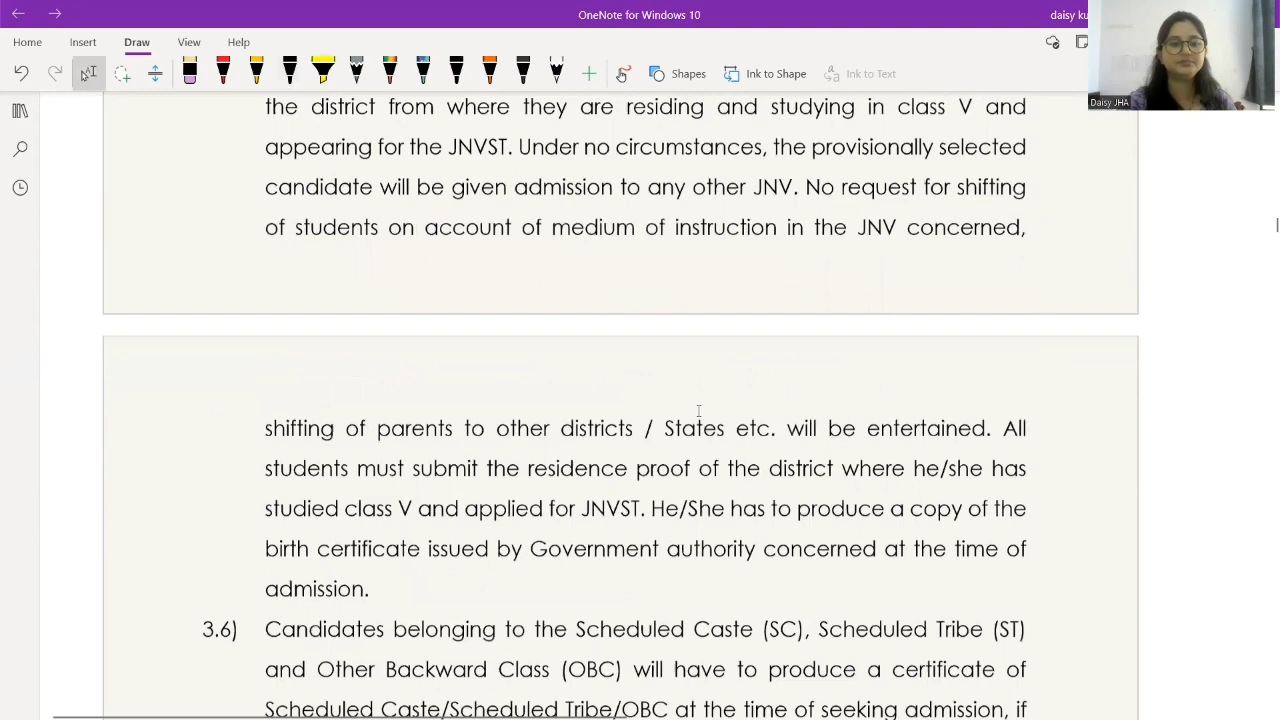 OneNote for Windows 10
daisy ku
Home Insert Draw View Help
Shapes Ink to Shape Ink to Text
Daisy JHA
the district from where they are residing and studying in class V and
appearing for the JNVST. Under no circumstances, the provisionally selected
candidate will be given admission to any other JNV. No request for shifting
of students on account of medium of instruction in the JNV concerned,
shifting of parents to other districts / States etc. will be entertained. All
students must submit the residence proof of the district where he/she has
studied class V and applied for JNVST. He/She has to produce a copy of the
birth certificate issued by Government authority concerned at the time of
admission.
3.6) Candidates belonging to the Scheduled Caste (SC), Scheduled Tribe (ST)
and Other Backward Class (OBC) will have to produce a certificate of
Scheduled Caste/Scheduled Tribe/OBC at the time of seeking admission, if